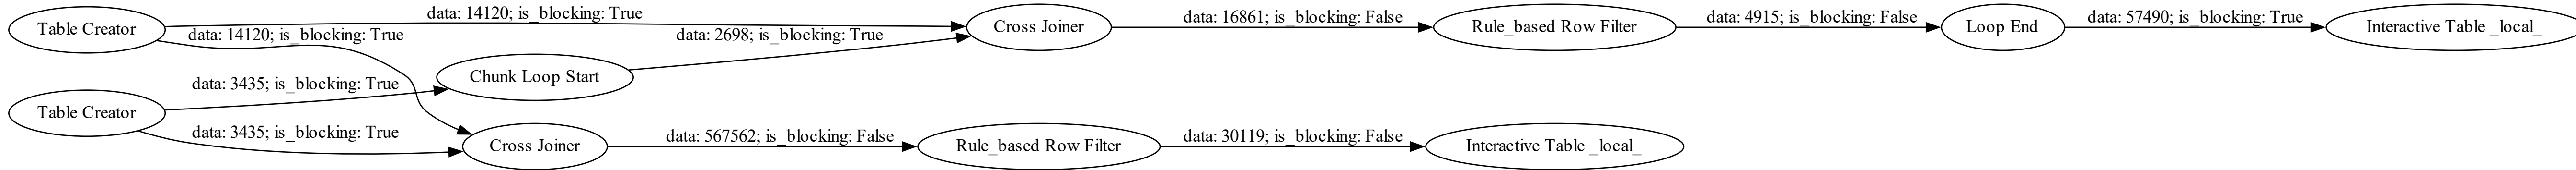 data: 14120; is_blocking: True
Table Creator
data: 14120; is_blocking: True
data: 2698; is_blocking: True
Cross Joiner
data: 16861; is_blocking: False
Rule_based Row Filter
data: 4915; is_blocking: False
Loop End
data: 57490; is_blocking: True
Interactive Table _local_
Chunk Loop Start
data: 3435; is_blocking: True
Table Creator
data: 3435; is_blocking: True
Cross Joiner
data: 567562; is_blocking: False
Rule_based Row Filter
data: 30119; is_blocking: False
Interactive Table _local_